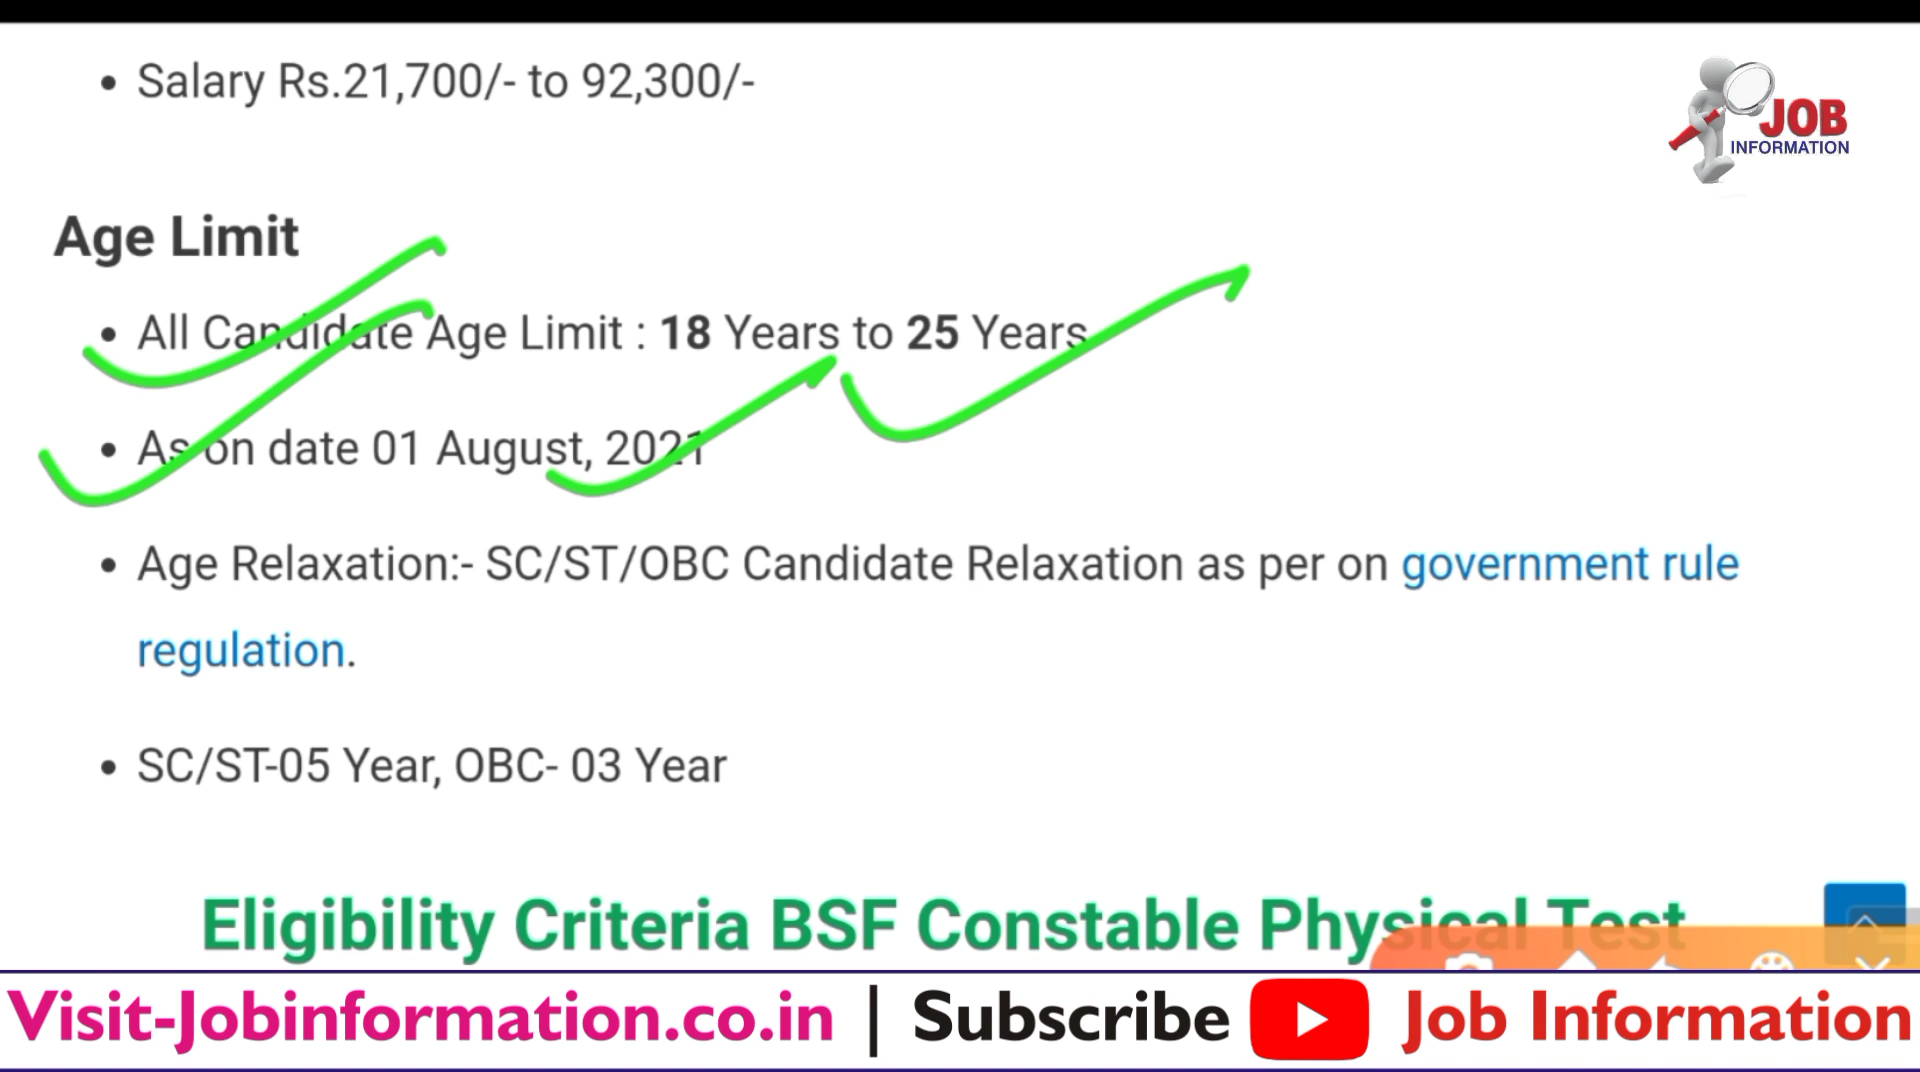 • Salary Rs.21,700/- to 92,300/-
JOB
INFORMATION
Age Limit
• All Candidate Age Limit : 18 Years to 25 Years
• As on date 01 August, 2021
• Age Relaxation:- SC/ST/OBC Candidate Relaxation as per on government rule
regulation.
• SC/ST-05 Year, OBC- 03 Year
Eligibility Criteria BSF Constable Physical Test
Visit-Jobinformation.co.in | Subscribe Job Information